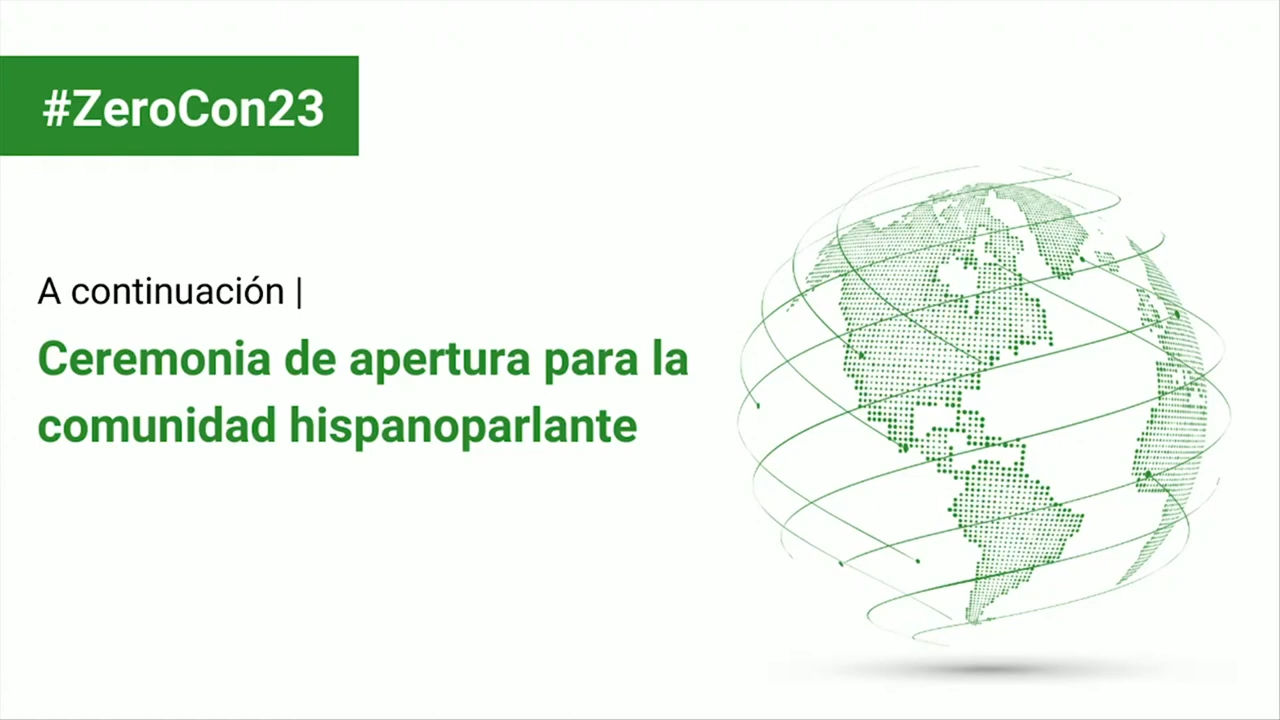 #ZeroCon23
A continuación |
Ceremonia de apertura para la
comunidad hispanoparlante